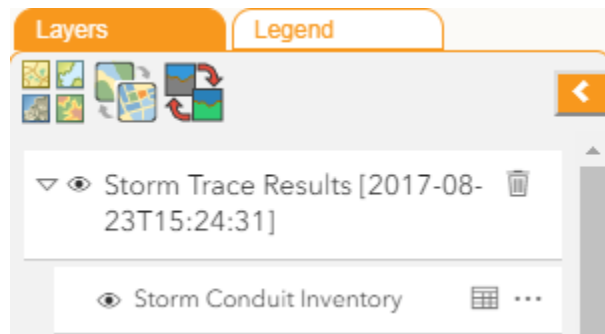 Layers
Legend
Storm Trace Results [2017-08-
23T15:24:31]
Storm Conduit Inventory